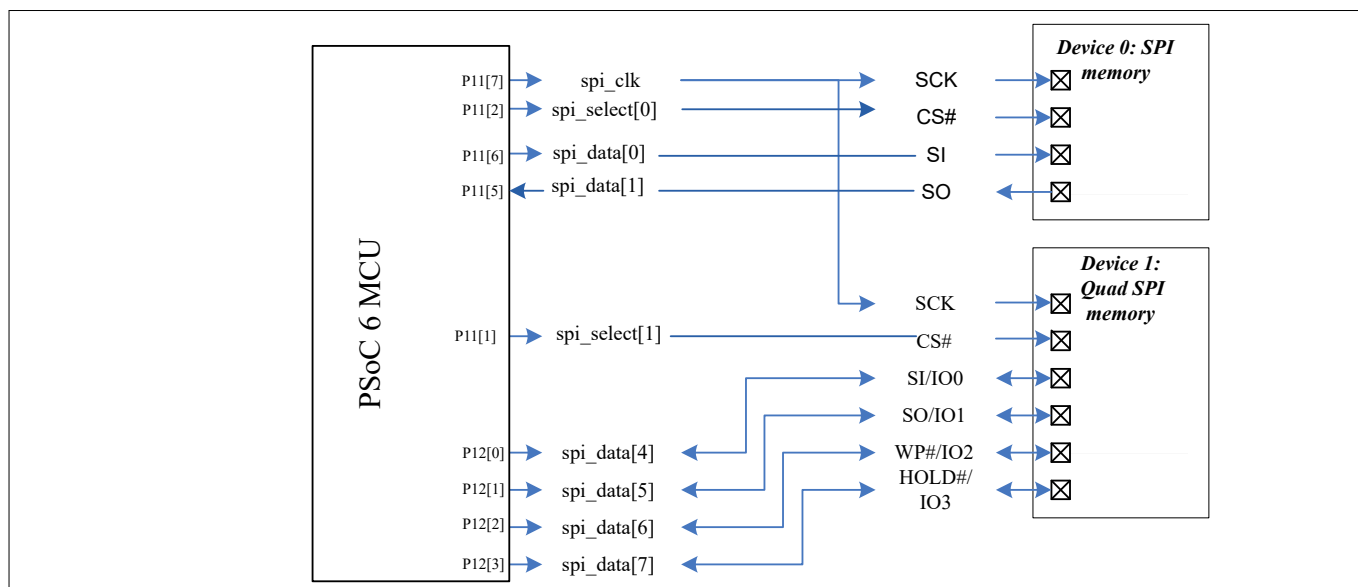 PSoC 6 MCU
P11[7]
spi_clk
SCK
P11[2]
spi_select[0]
CS#
P11[6]
spi_data[0]
SI
P11[5]
spi_data[1]
SO
Device 0: SPI
memory
P11[1]
spi_select[1]
SCK
CS#
SI/IO0
SO/IO1
WP#/IO2
HOLD#/
IO3
Device 1:
Quad SPI
memory
P12[0]
spi_data[4]
P12[1]
spi_data[5]
P12[2]
spi_data[6]
P12[3]
spi_data[7]